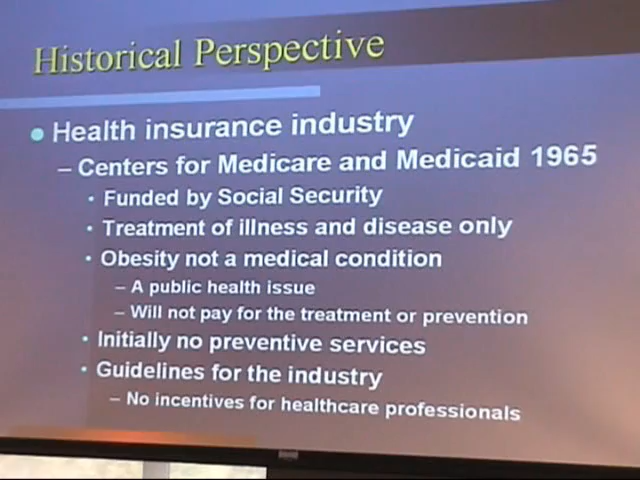 Historical Perspective
● Health insurance industry
– Centers for Medicare and Medicaid 1965
· Funded by Social Security
· Treatment of illness and disease only
· Obesity not a medical condition
– A public health issue
– Will not pay for the treatment or prevention
· Initially no preventive services
· Guidelines for the industry
– No incentives for healthcare professionals